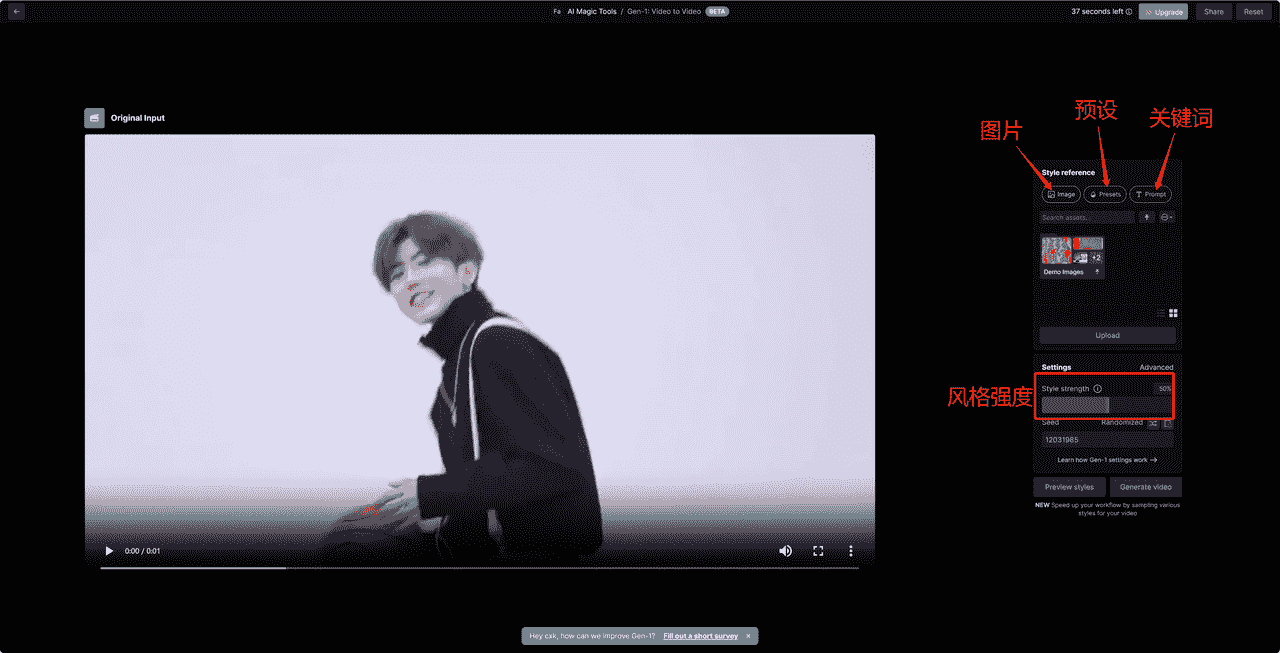 Fa AI Magic Tools / Gen-1: Video to Video BETA
37 seconds left Upgrade Share Reset
Original Input
图片
预设
关键词
Style reference
Image Presets Prompt
Search assets...
+2
Demo Images
Upload
Settings Advanced
风格强度
Style strength 50%
Seed Randomized
12031985
Learn how Gen-1 settings work →
Preview styles Generate video
NEW Speed up your workflow by sampling various
styles for your video
0:00 / 0:01
Hey cxk, how can we improve Gen-1? Fill out a short survey ×